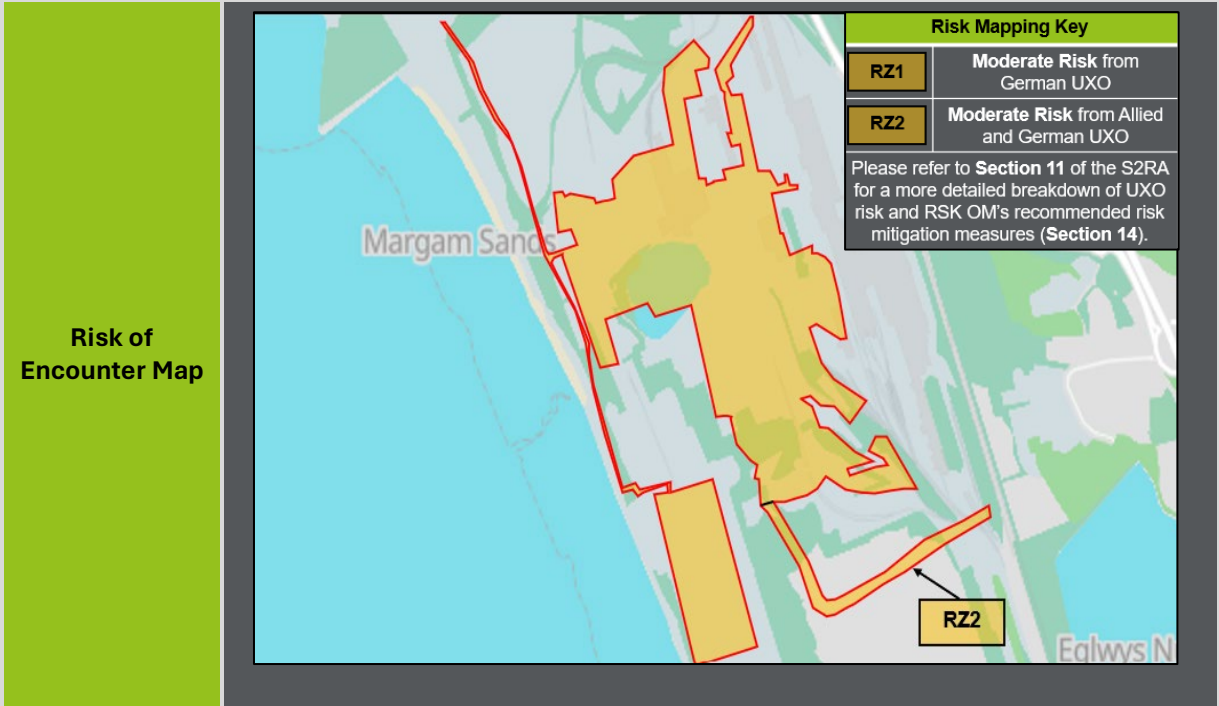 Risk of
Encounter Map
Risk Mapping Key
RZ1
Moderate Risk from
German UXO
RZ2
Moderate Risk from Allied
and German UXO
Please refer to Section 11 of the S2RA
for a more detailed breakdown of UXO
risk and RSK OM's recommended risk
mitigation measures (Section 14).
Margam Sands
RZ2
Eglwys N